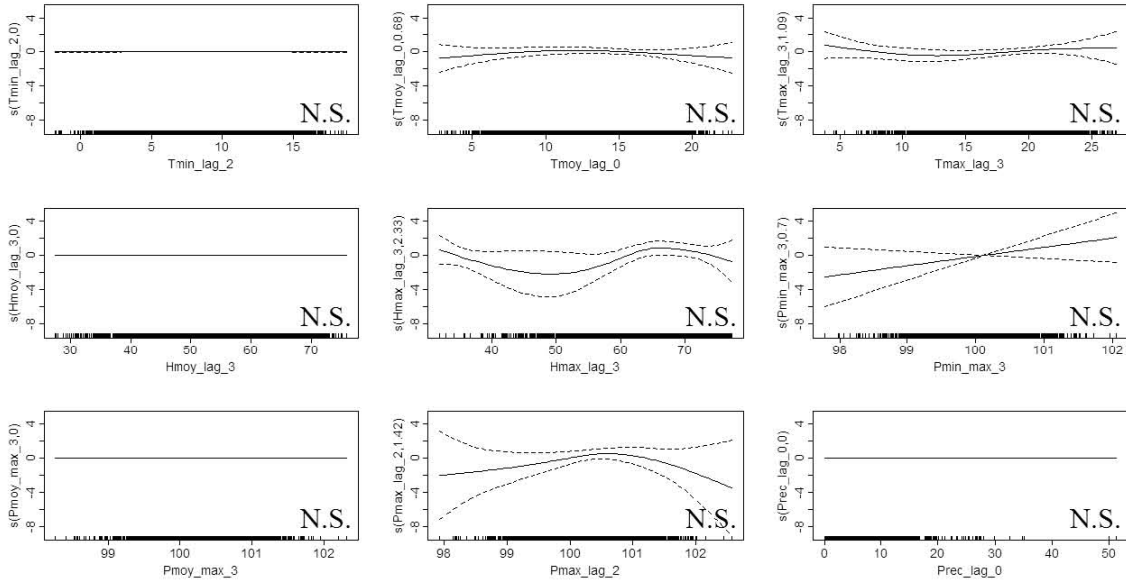 s(Tmin_lag_2,0)
4
0
-4
-8
N.S.
0 5 10 15
Tmin_lag_2
s(Tmoy_lag_0,0.68)
4
0
-4
-8
N.S.
5 10 15 20
Tmoy_lag_0
s(Tmax_lag_3,1.09)
4
0
-4
-8
N.S.
5 10 15 20 25
Tmax_lag_3
s(Hmoy_lag_3,0)
4
0
-4
-8
N.S.
30 40 50 60 70
Hmoy_lag_3
s(Hmax_lag_3,2.33)
4
0
-4
-8
N.S.
40 50 60 70
Hmax_lag_3
s(Pmin_max_3,0.7)
4
0
-4
-8
N.S.
98 99 100 101 102
Pmin_max_3
s(Pmoy_max_3,0)
4
0
-4
-8
N.S.
99 100 101 102
Pmoy_max_3
s(Pmax_lag_2,1.42)
4
0
-4
-8
N.S.
98 99 100 101 102
Pmax_lag_2
s(Prec_lag_0,0)
4
0
-4
-8
N.S.
0 10 20 30 40 50
Prec_lag_0